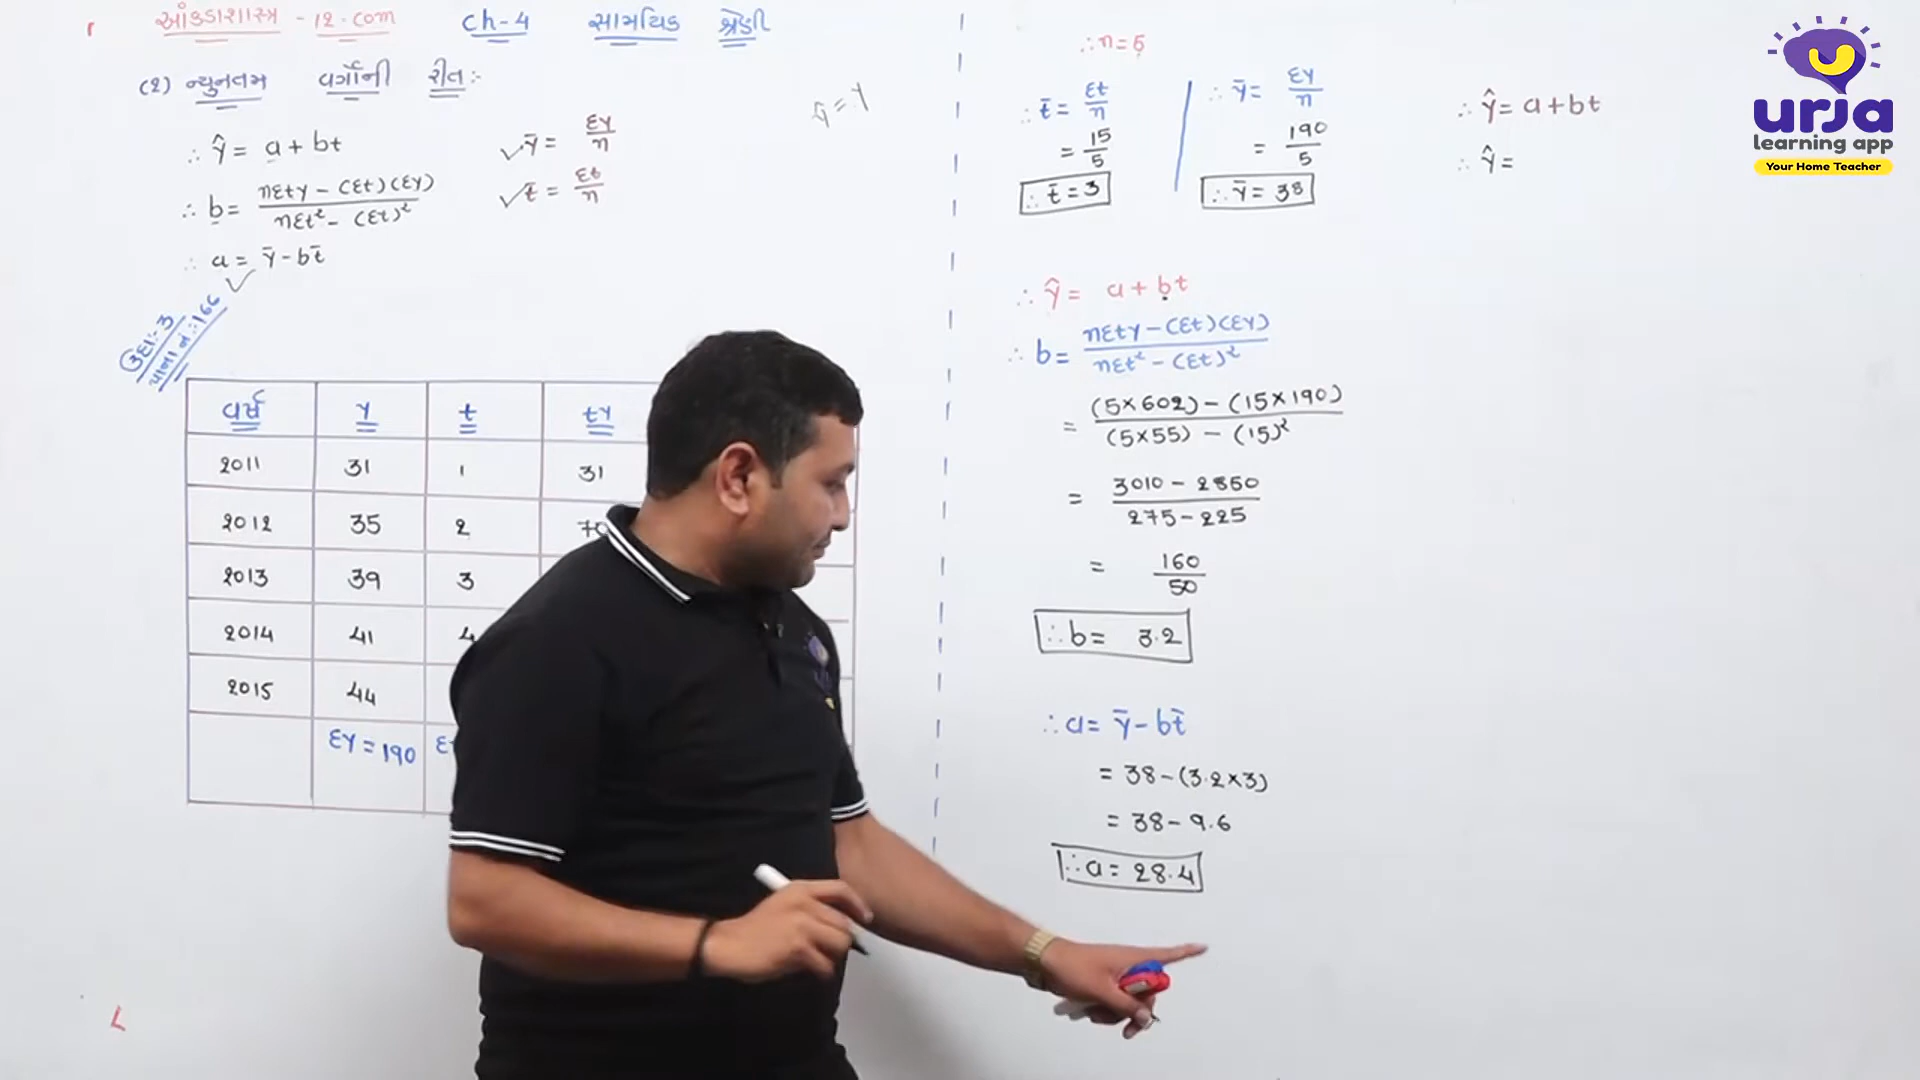 આંકડાશાસ્ત્ર - 12 . com ch-4 સામયિક શ્રેણી
(2) ન્યુનતમ વર્ગોની રીત :-
∴ Ŷ = a + bt
∴ b = nΣty - (Σt)(Σy) / nΣt² - (Σt)²
∴ a = ȳ - bt̄
✓ ȳ = Σy / n
✓ t̄ = Σt / n
ઉદા:- 3
પાના નં:- 166
વર્ષ y t ty
2011 31 1 31
2012 35 2 70
2013 39 3
2014 41 4
2015 44
Σy = 190
∴ n = 5
∴ t̄ = Σt / n
= 15 / 5
∴ t̄ = 3
∴ ȳ = Σy / n
= 190 / 5
∴ ȳ = 38
∴ ŷ = a + bt
∴ b = nΣty - (Σt)(Σy) / nΣt² - (Σt)²
= (5×602) - (15×190) / (5×55) - (15)²
= 3010 - 2850 / 275 - 225
= 160 / 50
∴ b = 3.2
∴ a = ȳ - bt̄
= 38 - (3.2×3)
= 38 - 9.6
∴ a = 28.4
∴ ŷ = a + bt
∴ ŷ =
urja
learning app
Your Home Teacher